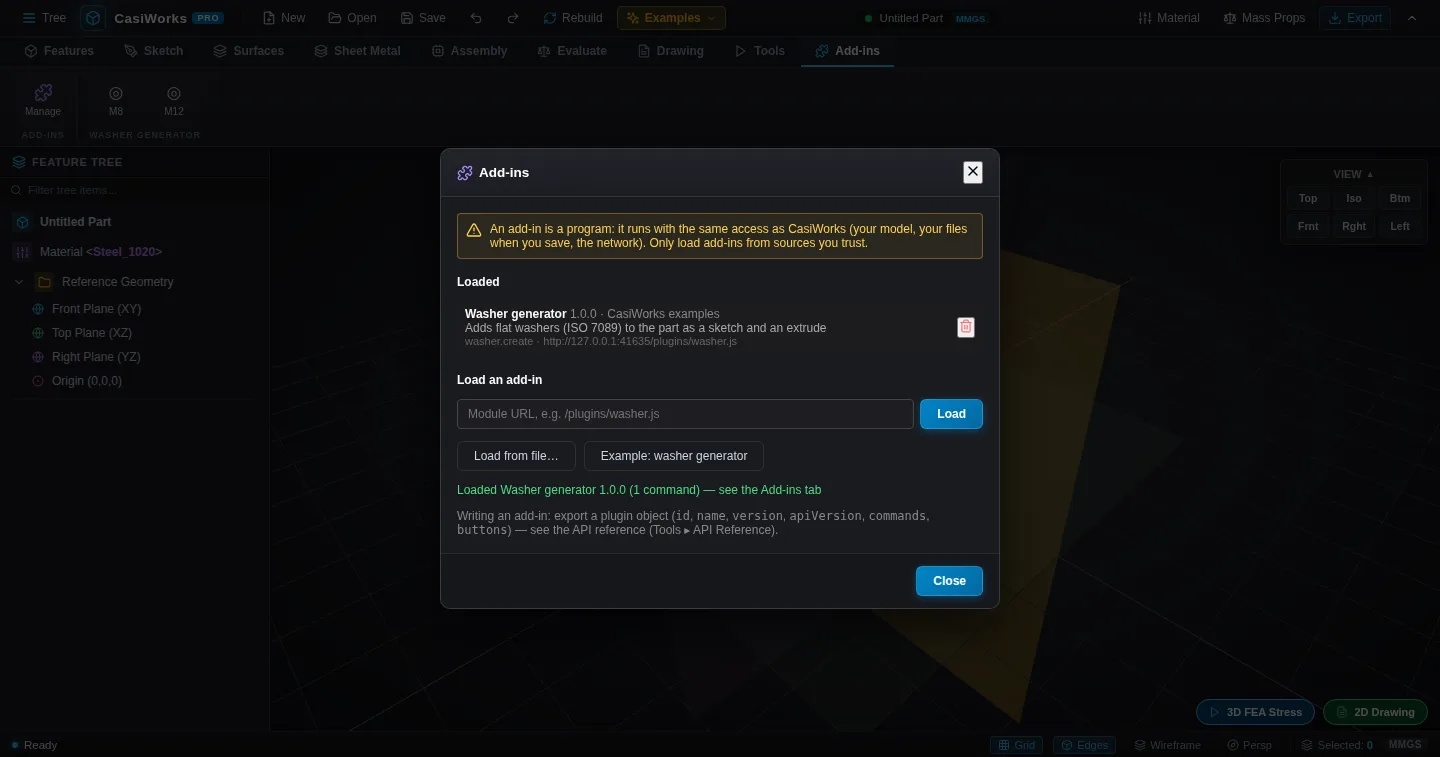 Tree CasiWorks PRO New Open Save Rebuild Examples Untitled Part MMGS Material Mass Props Export
Features Sketch Surfaces Sheet Metal Assembly Evaluate Drawing Tools Add-ins
Manage M8 M12
ADD-INS WASHER GENERATOR
FEATURE TREE
Filter tree items...
Untitled Part
Material <Steel_1020>
Reference Geometry
Front Plane (XY)
Top Plane (XZ)
Right Plane (YZ)
Origin (0,0,0)
Add-ins
An add-in is a program: it runs with the same access as CasiWorks (your model, your files
when you save, the network). Only load add-ins from sources you trust.
Loaded
Washer generator 1.0.0 · CasiWorks examples
Adds flat washers (ISO 7089) to the part as a sketch and an extrude
washer.create · http://127.0.0.1:41635/plugins/washer.js
Load an add-in
Module URL, e.g. /plugins/washer.js Load
Load from file… Example: washer generator
Loaded Washer generator 1.0.0 (1 command) — see the Add-ins tab
Writing an add-in: export a plugin object (id, name, version, apiVersion, commands,
buttons) — see the API reference (Tools ▸ API Reference).
Close
VIEW ▲
Top Iso Btm
Frnt Rght Left
3D FEA Stress 2D Drawing
Ready Grid Edges Wireframe Persp Selected: 0 MMGS